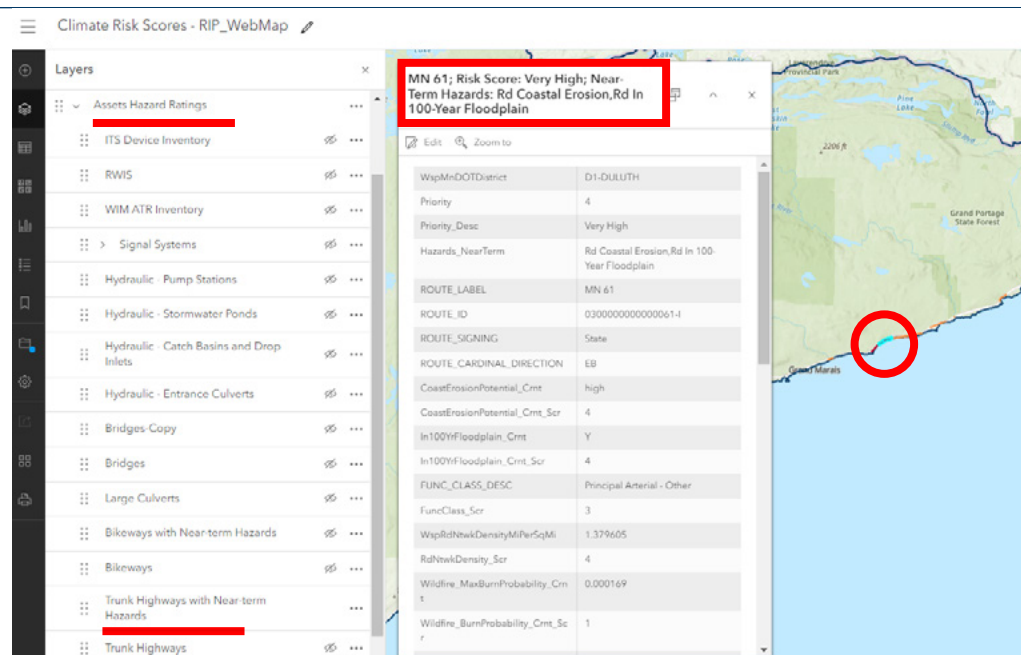 Climate Risk Scores - RIP_WebMap
Layers
Assets Hazard Ratings
ITS Device Inventory
RWIS
WIM ATR Inventory
Signal Systems
Hydraulic - Pump Stations
Hydraulic - Stormwater Ponds
Hydraulic - Catch Basins and Drop
Inlets
Hydraulic - Entrance Culverts
Bridges-Copy
Bridges
Large Culverts
Bikeways with Near-term Hazards
Bikeways
Trunk Highways with Near-term
Hazards
Trunk Highways
MN 61; Risk Score: Very High; Near-
Term Hazards: Rd Coastal Erosion,Rd In
100-Year Floodplain
Edit Zoom to
WspMnDOTDistrict D1-DULUTH
Priority 4
Priority_Desc Very High
Hazards_NearTerm Rd Coastal Erosion,Rd In 100-
Year Floodplain
ROUTE_LABEL MN 61
ROUTE_ID 0300000000000061-I
ROUTE_SIGNING State
ROUTE_CARDINAL_DIRECTION EB
CoastErosionPotential_Crnt high
CoastErosionPotential_Crnt_Scr 4
In100YrFloodplain_Crnt Y
In100YrFloodplain_Crnt_Scr 4
FUNC_CLASS_DESC Principal Arterial - Other
FuncClass_Scr 3
WspRdNtwkDensityMiPerSqMi 1.379605
RdNtwkDensity_Scr 4
Wildfire_MaxBurnProbability_Crn
t 0.000169
Wildfire_BurnProbability_Crnt_Sc
r 1
Provincial Park
Pine
Lake
North
2206 ft
Grand Portage
State Forest
Grand Marais